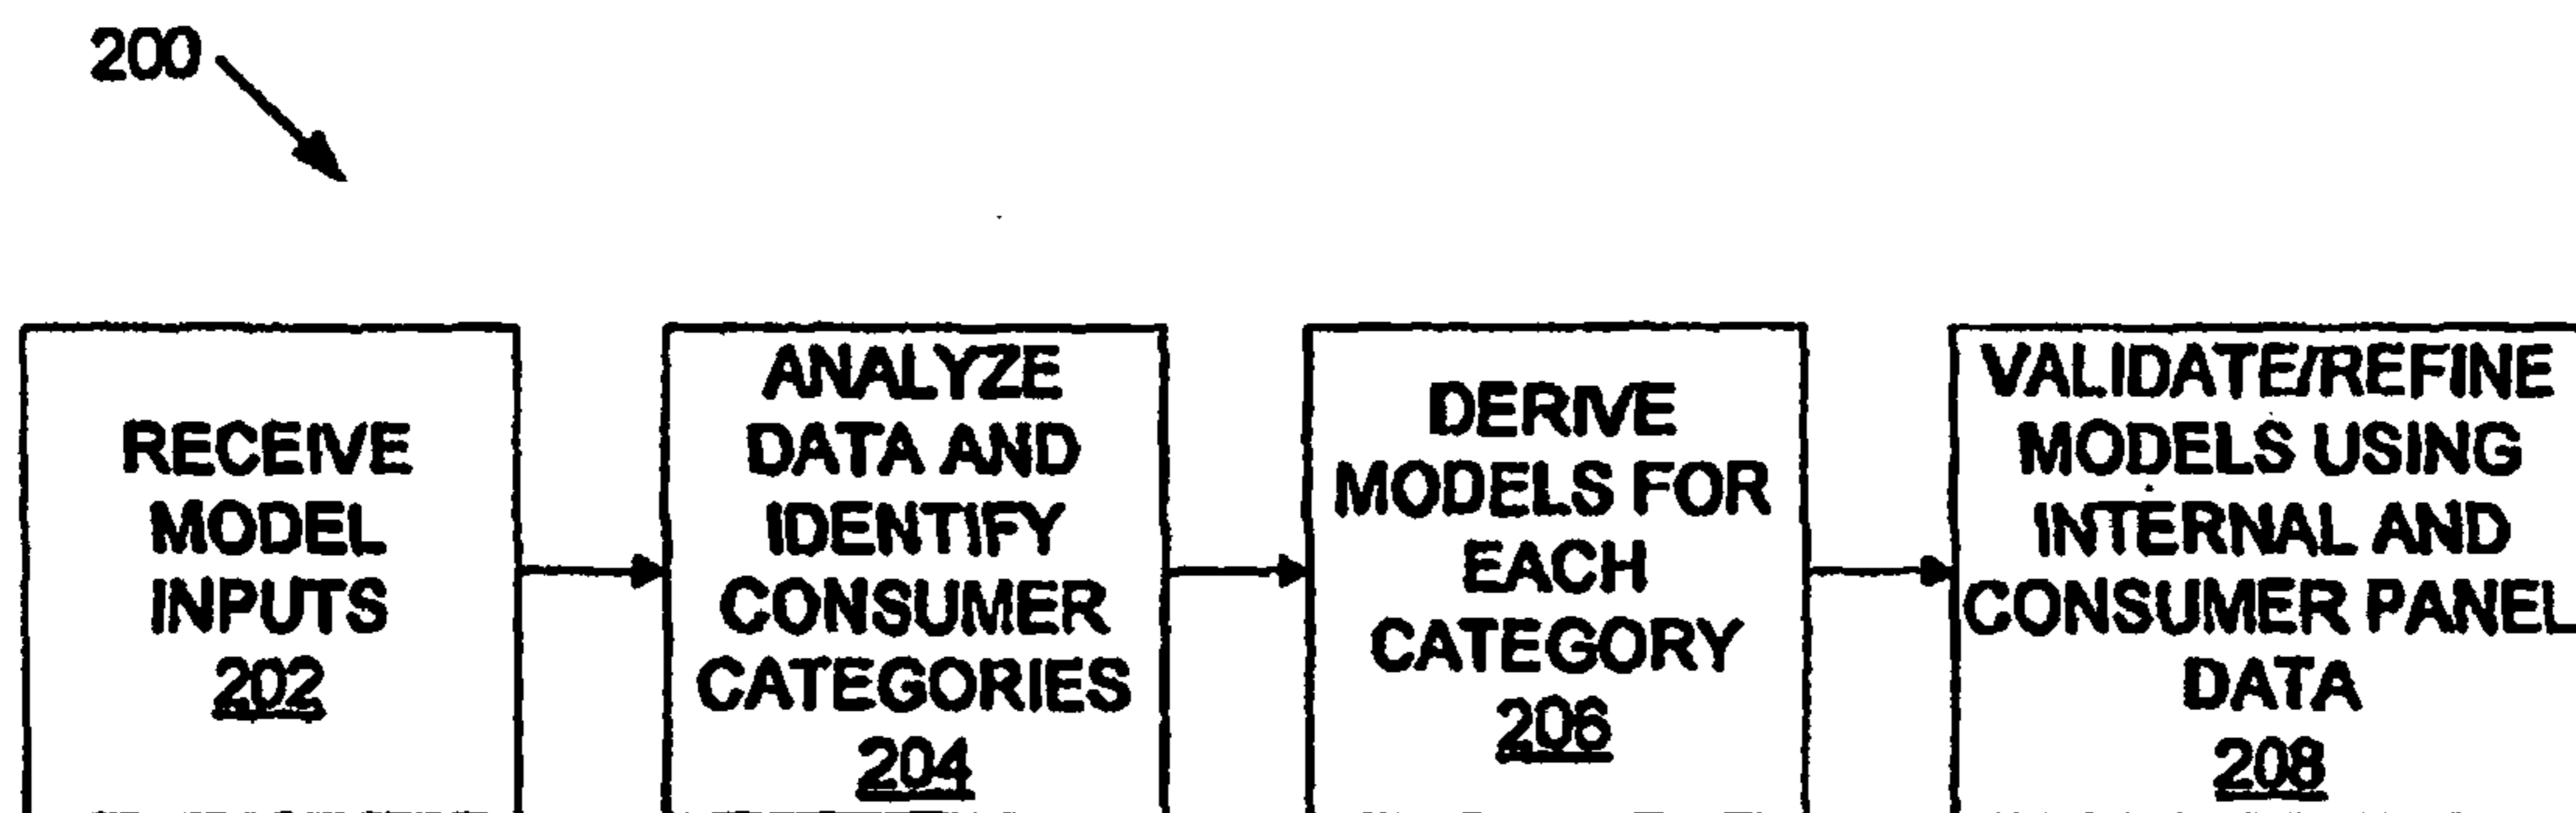 200
RECEIVE
MODEL
INPUTS
202
ANALYZE
DATA AND
IDENTIFY
CONSUMER
CATEGORIES
204
DERIVE
MODELS FOR
EACH
CATEGORY
206
VALIDATE/REFINE
MODELS USING
INTERNAL AND
CONSUMER PANEL
DATA
208